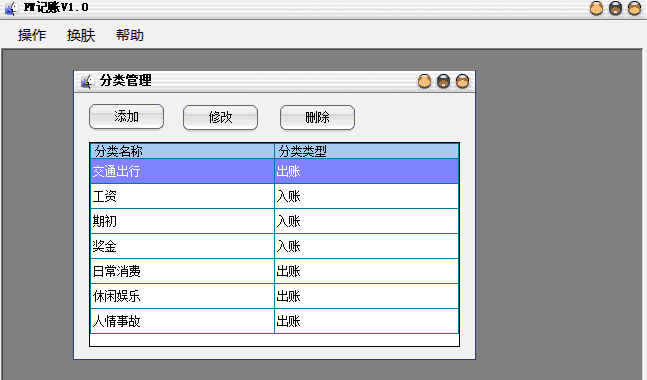 PW记账V1.0
操作 换肤 帮助
分类管理
添加 修改 删除
分类名称 分类类型
交通出行 出账
工资 入账
期初 入账
奖金 入账
日常消费 出账
休闲娱乐 出账
人情事故 出账